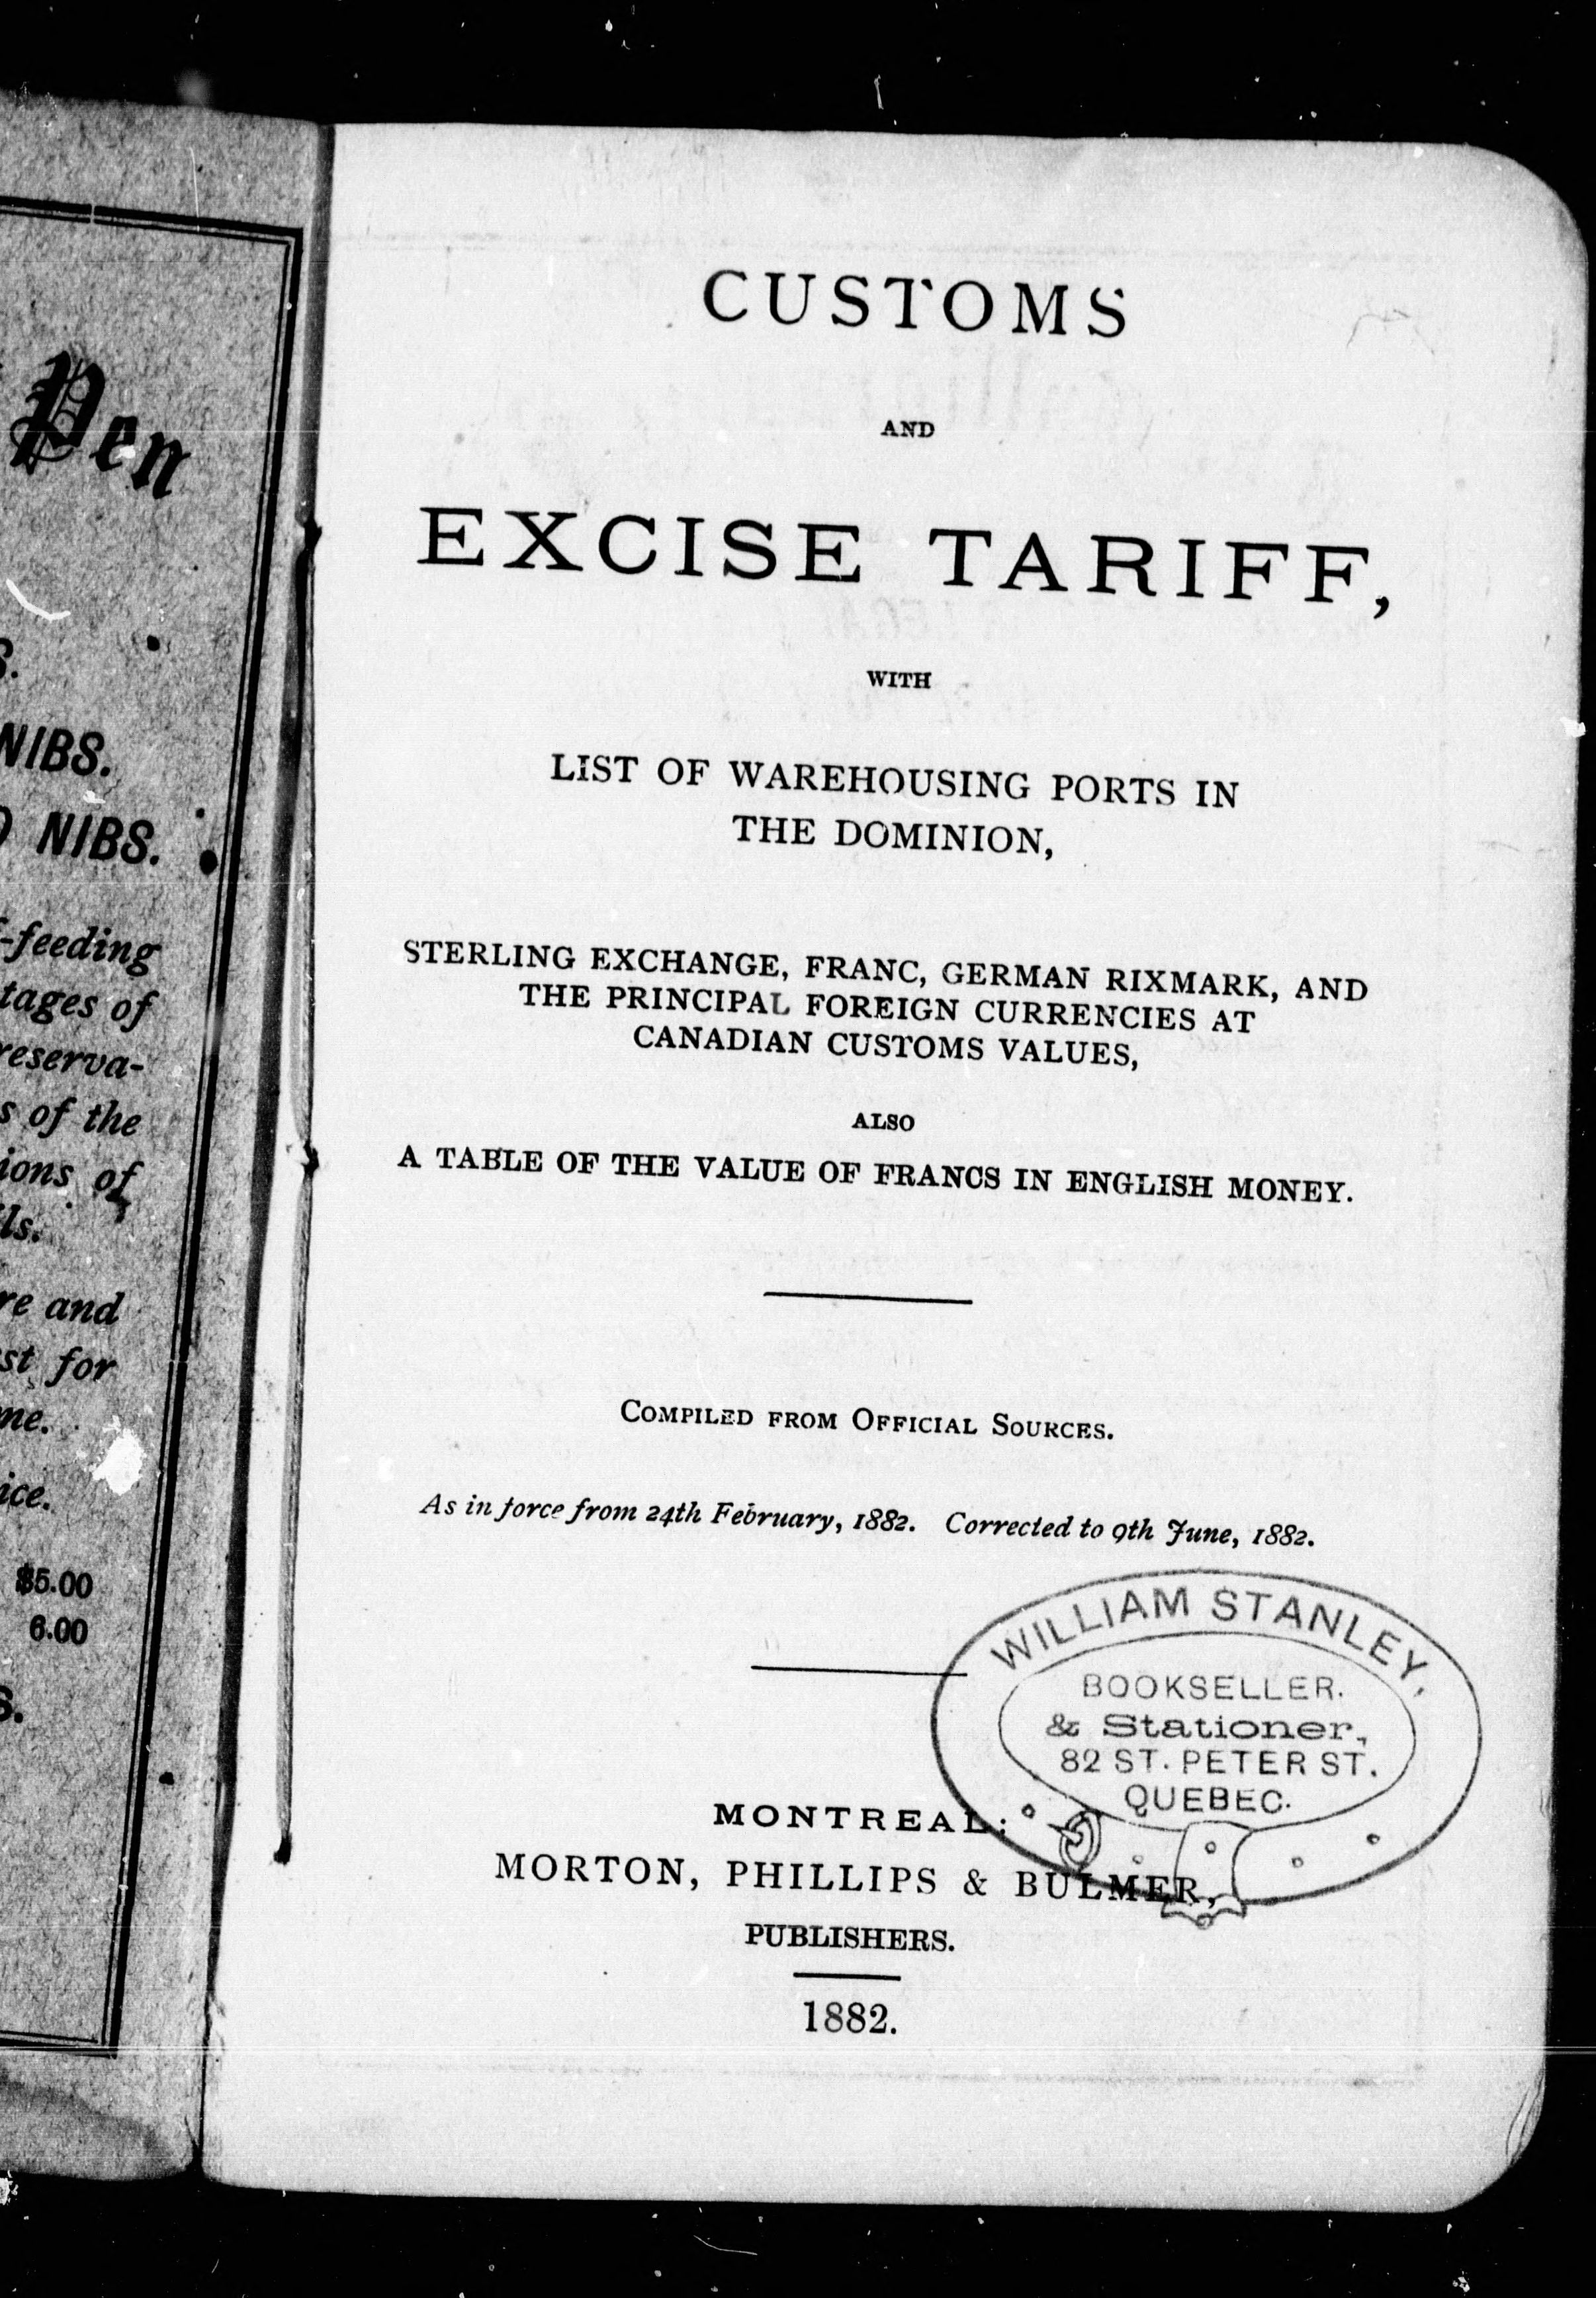 Pen
S.
NIBS.
NIBS.
-feeding
tages of
reserva-
s of the
ions of
ls.
re and
st for
me.
ice.
$5.00
6.00
S.
CUSTOMS
AND
EXCISE TARIFF,
WITH
LIST OF WAREHOUSING PORTS IN
THE DOMINION,
STERLING EXCHANGE, FRANC, GERMAN RIXMARK, AND
THE PRINCIPAL FOREIGN CURRENCIES AT
CANADIAN CUSTOMS VALUES,
ALSO
A TABLE OF THE VALUE OF FRANCS IN ENGLISH MONEY.
COMPILED FROM OFFICIAL SOURCES.
As in force from 24th February, 1882. Corrected to 9th June, 1882.
WILLIAM STANLEY,
BOOKSELLER.
& Stationer,
82 ST. PETER ST.
QUEBEC.
MONTREAL:
MORTON, PHILLIPS & BULMER,
PUBLISHERS.
1882.